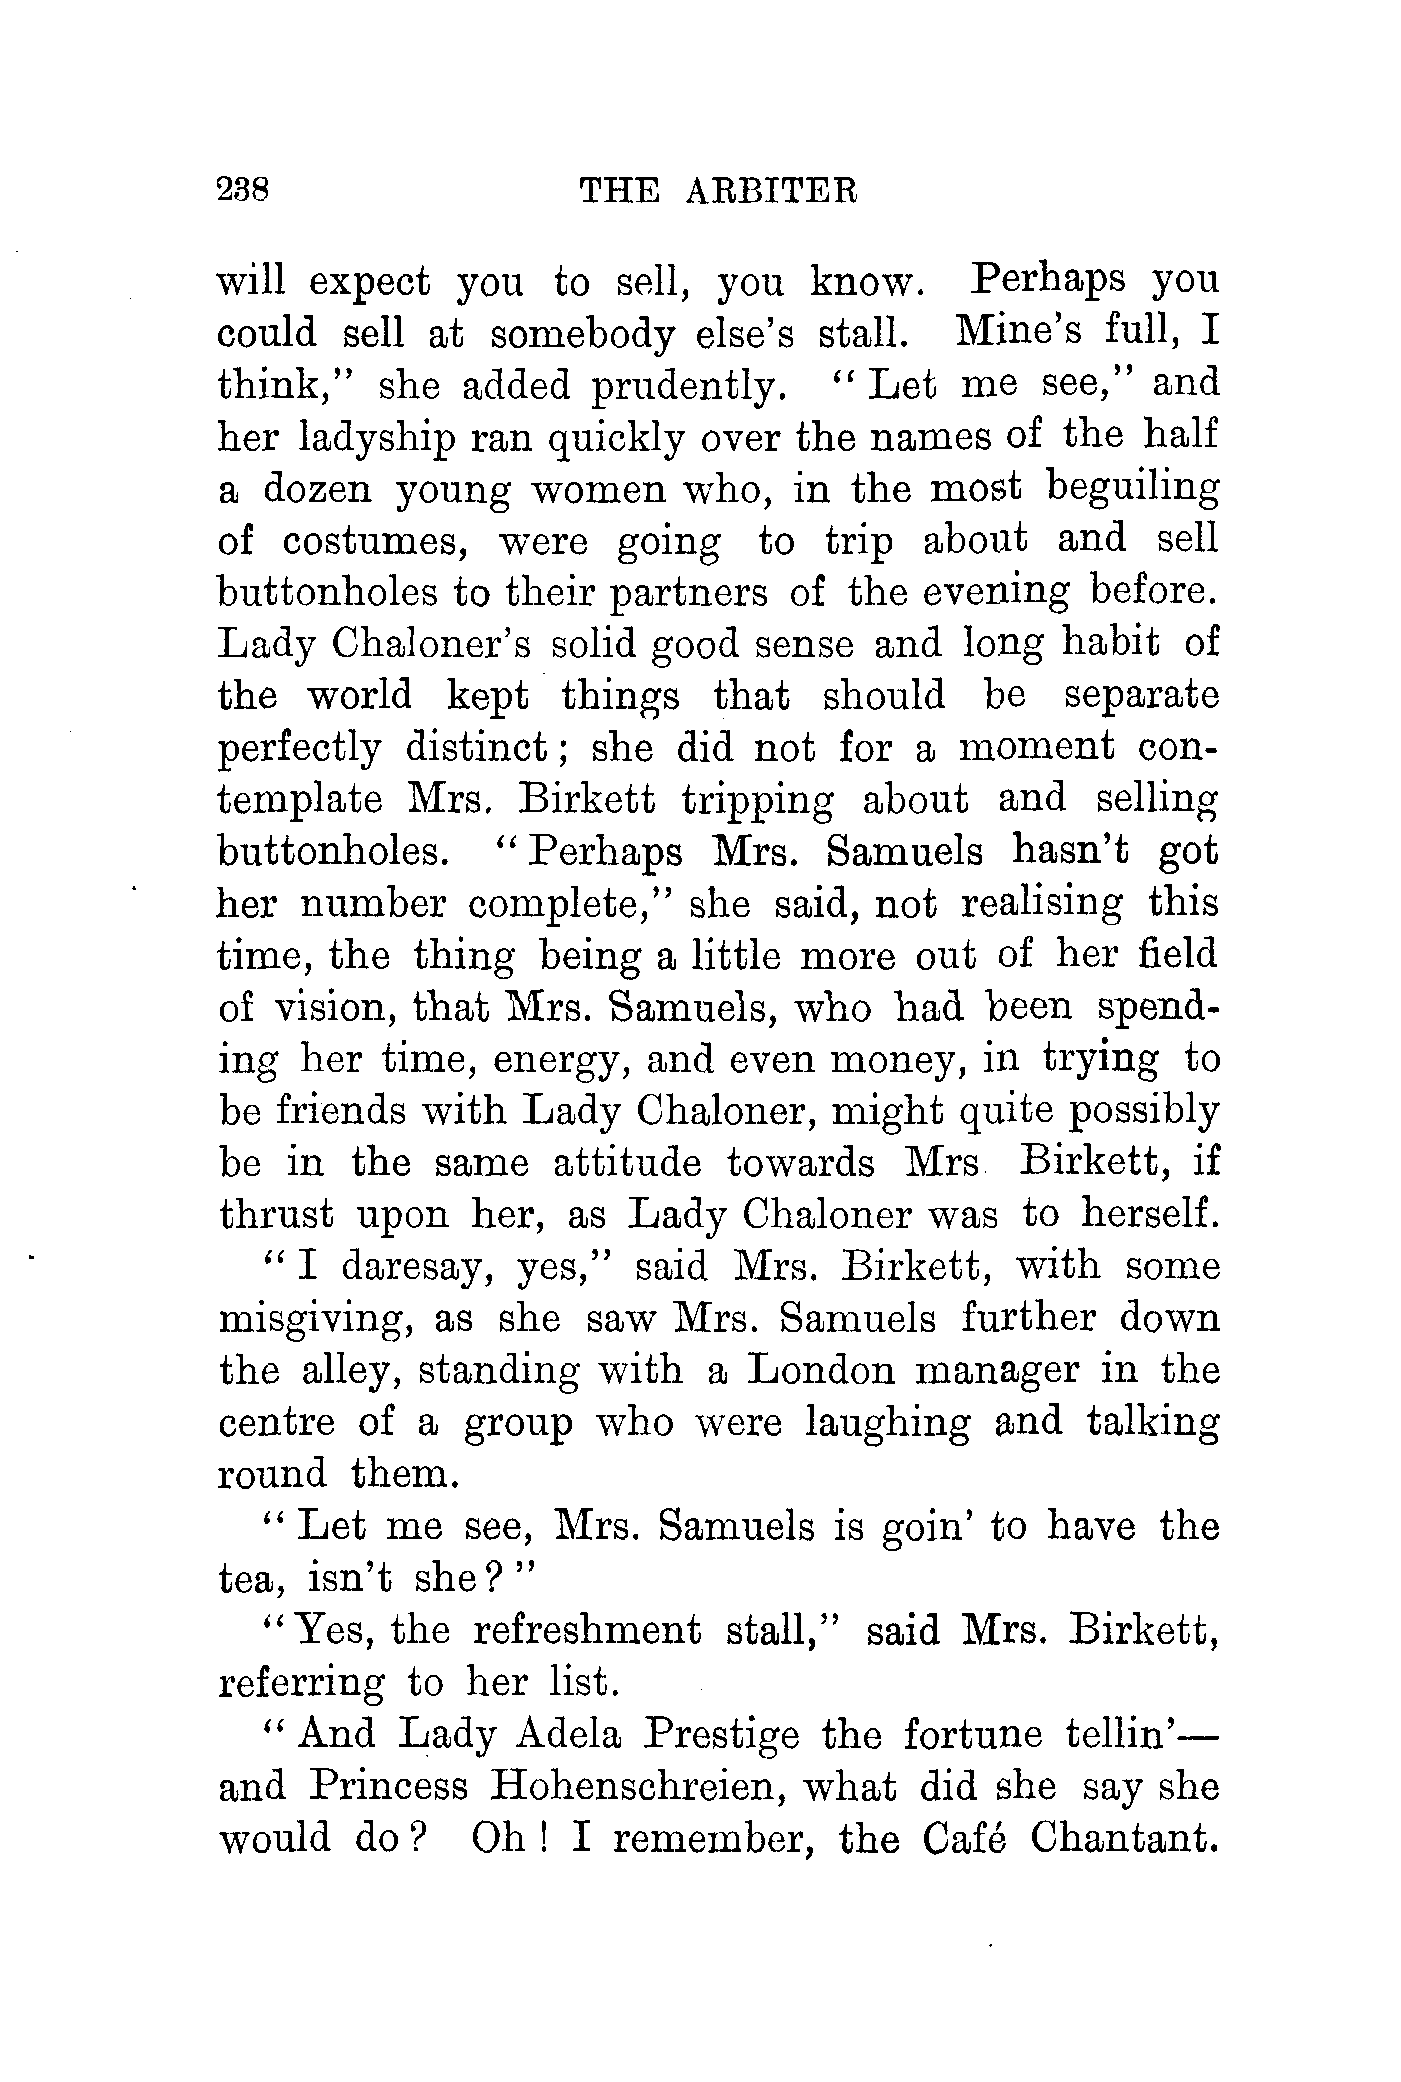 238 THE ARBITER
will expect you to sell, you know. Perhaps you
could sell at somebody else's stall. Mine's full, I
think," she added prudently. "Let me see," and
her ladyship ran quickly over the names of the half
a dozen young women who, in the most beguiling
of costumes, were going to trip about and sell
buttonholes to their partners of the evening before.
Lady Chaloner's solid good sense and long habit of
the world kept things that should be separate
perfectly distinct; she did not for a moment con-
template Mrs. Birkett tripping about and selling
buttonholes. "Perhaps Mrs. Samuels hasn't got
her number complete," she said, not realising this
time, the thing being a little more out of her field
of vision, that Mrs. Samuels, who had been spend-
ing her time, energy, and even money, in trying to
be friends with Lady Chaloner, might quite possibly
be in the same attitude towards Mrs Birkett, if
thrust upon her, as Lady Chaloner was to herself.
"I daresay, yes," said Mrs. Birkett, with some
misgiving, as she saw Mrs. Samuels further down
the alley, standing with a London manager in the
centre of a group who were laughing and talking
round them.
"Let me see, Mrs. Samuels is goin' to have the
tea, isn't she?"
"Yes, the refreshment stall," said Mrs. Birkett,
referring to her list.
"And Lady Adela Prestige the fortune tellin'—
and Princess Hohenschreien, what did she say she
would do? Oh! I remember, the Café Chantant.